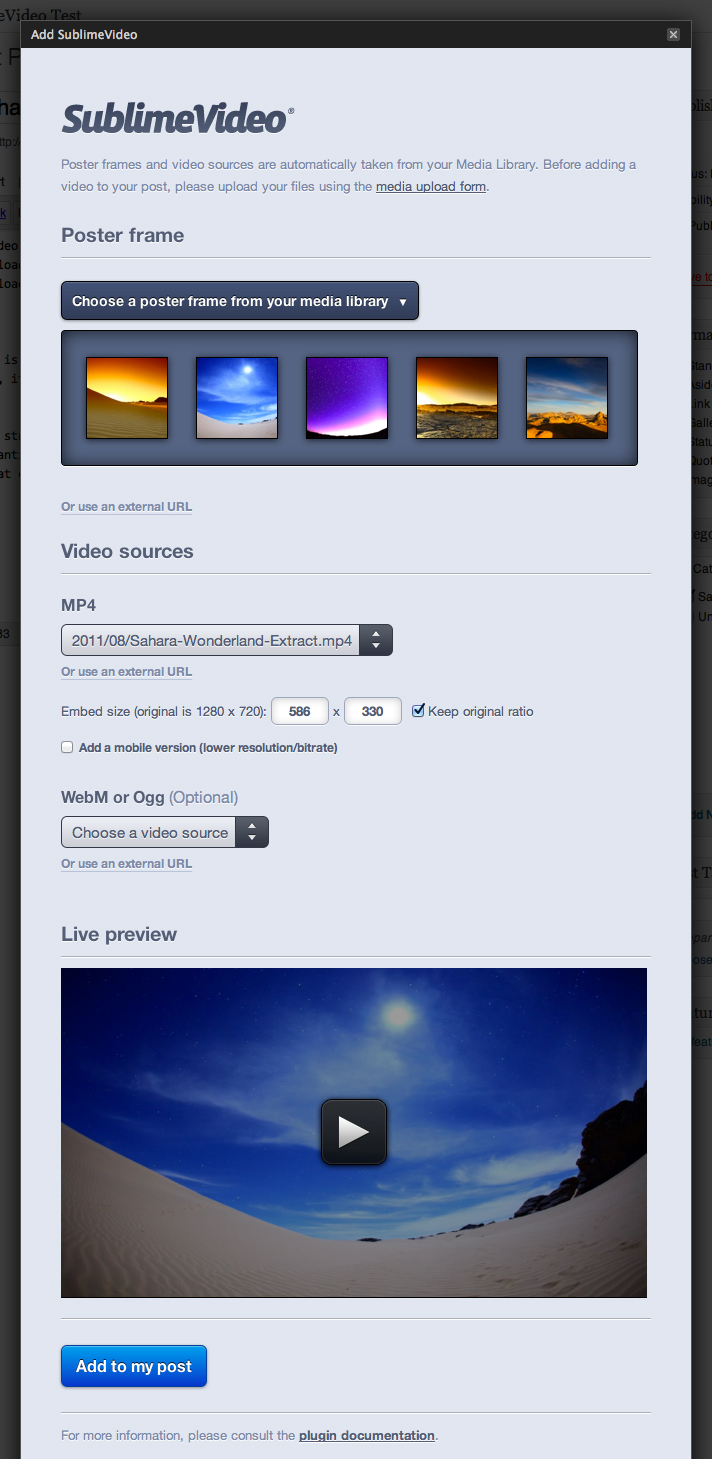 eVideo Test
Add SublimeVideo
SublimeVideo®
Poster frames and video sources are automatically taken from your Media Library. Before adding a
video to your post, please upload your files using the media upload form.
Poster frame
Choose a poster frame from your media library ▼
Or use an external URL
Video sources
MP4
2011/08/Sahara-Wonderland-Extract.mp4
Or use an external URL
Embed size (original is 1280 x 720): 586 x 330 Keep original ratio
Add a mobile version (lower resolution/bitrate)
WebM or Ogg (Optional)
Choose a video source
Or use an external URL
Live preview
Add to my post
For more information, please consult the plugin documentation.